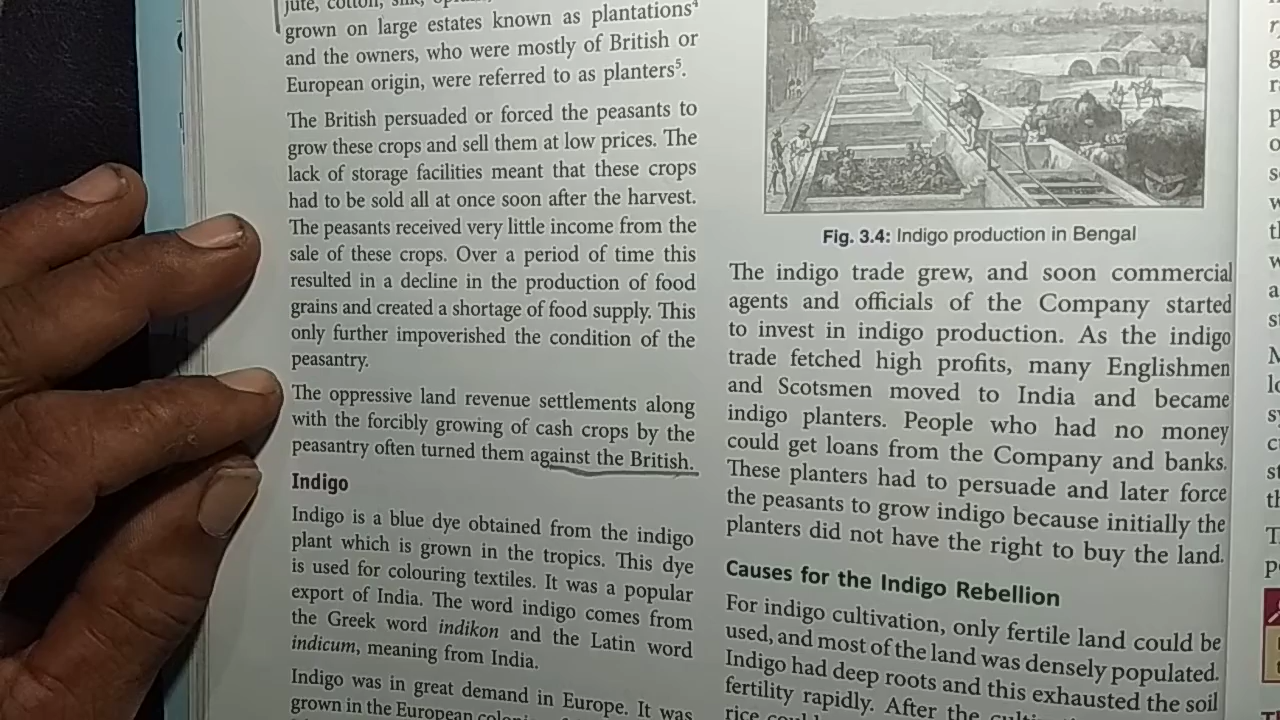 jute, cotton, silk,
grown on large estates known as plantations⁴
and the owners, who were mostly of British or
European origin, were referred to as planters⁵.
The British persuaded or forced the peasants to
grow these crops and sell them at low prices. The
lack of storage facilities meant that these crops
had to be sold all at once soon after the harvest.
The peasants received very little income from the
sale of these crops. Over a period of time this
resulted in a decline in the production of food
grains and created a shortage of food supply. This
only further impoverished the condition of the
peasantry.
The oppressive land revenue settlements along
with the forcibly growing of cash crops by the
peasantry often turned them against the British.
Indigo
Indigo is a blue dye obtained from the indigo
plant which is grown in the tropics. This dye
is used for colouring textiles. It was a popular
export of India. The word indigo comes from
the Greek word indikon and the Latin word
indicum, meaning from India.
Indigo was in great demand in Europe. It was
grown in the European
Fig. 3.4: Indigo production in Bengal
The indigo trade grew, and soon commercial
agents and officials of the Company started
to invest in indigo production. As the indigo
trade fetched high profits, many Englishmen
and Scotsmen moved to India and became
indigo planters. People who had no money
could get loans from the Company and banks.
These planters had to persuade and later force
the peasants to grow indigo because initially the
planters did not have the right to buy the land.
Causes for the Indigo Rebellion
For indigo cultivation, only fertile land could be
used, and most of the land was densely populated.
Indigo had deep roots and this exhausted the soil
fertility rapidly. After the
rice